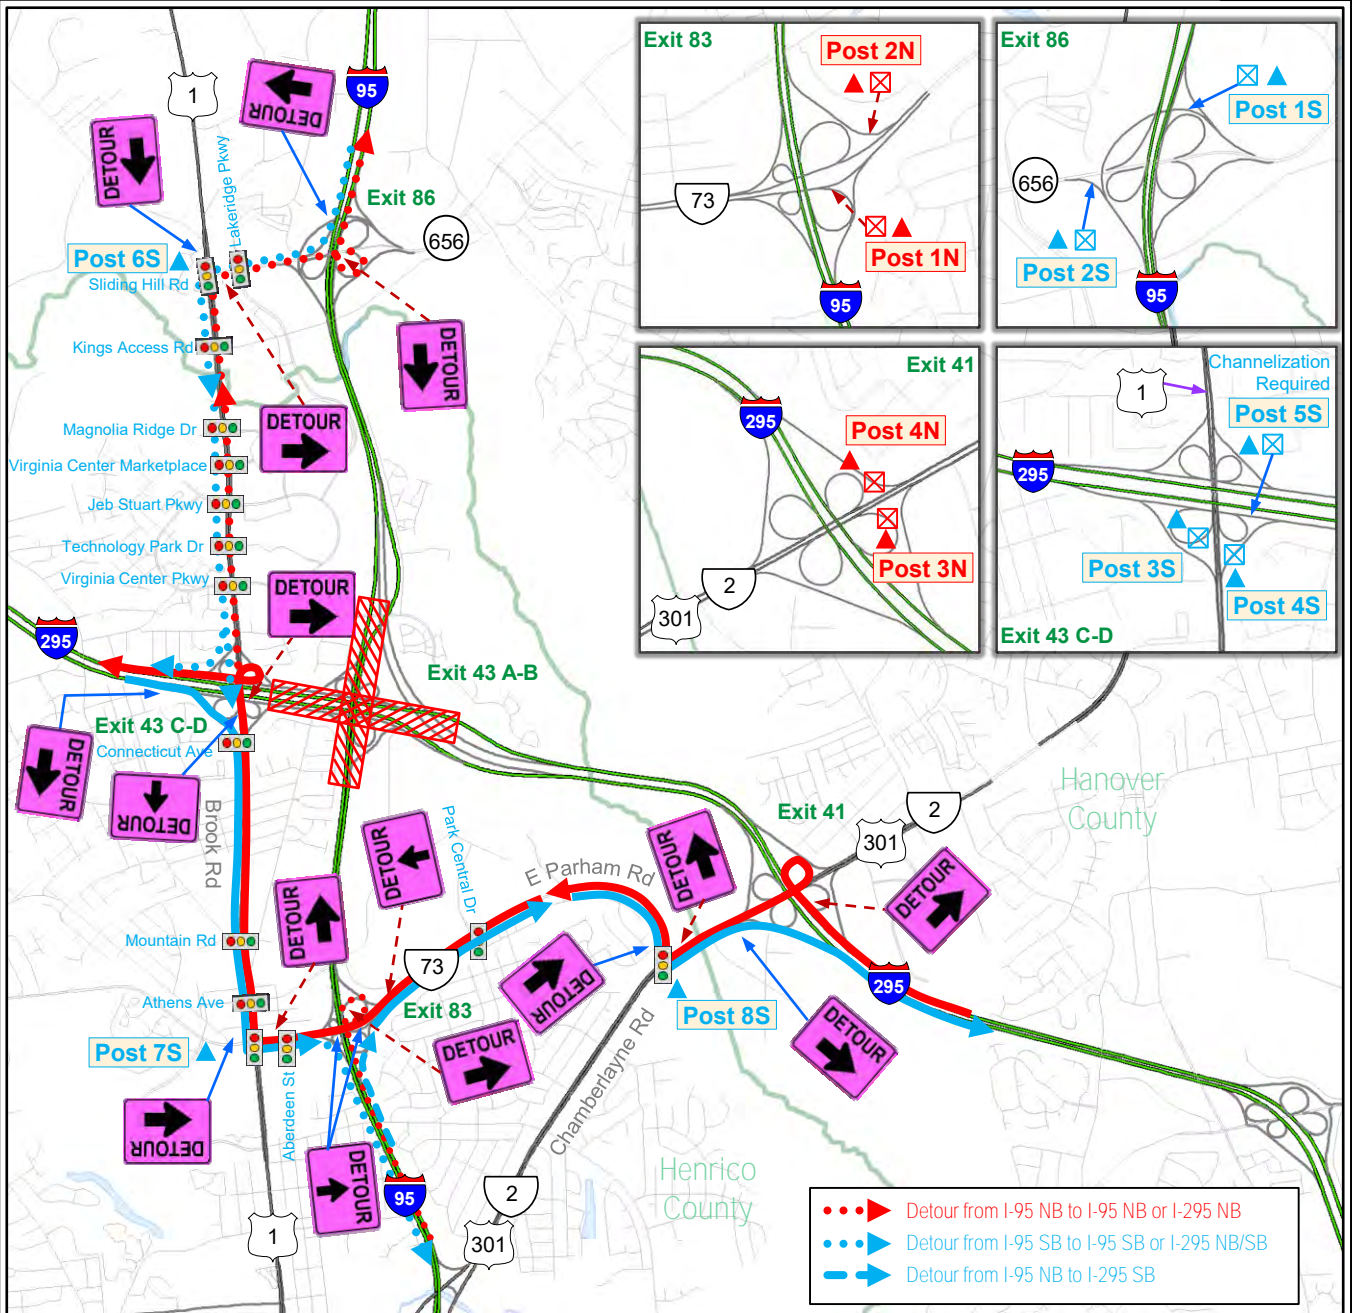 1
DETOUR
95
Exit 86
DETOUR
Lakeridge Pkwy
656
Post 6S
Sliding Hill Rd
Kings Access Rd
DETOUR
DETOUR
Magnolia Ridge Dr
Virginia Center Marketplace
Jeb Stuart Pkwy
Technology Park Dr
Virginia Center Pkwy
DETOUR
295
Exit 43 A-B
Exit 43 C-D
Connecticut Ave
DETOUR
DETOUR
Brook Rd
Hanover
County
Exit 41
2
301
DETOUR
Park Central Dr
E Parham Rd
DETOUR
DETOUR
DETOUR
Mountain Rd
73
DETOUR
295
Athens Ave
Exit 83
Post 8S
DETOUR
Post 7S
DETOUR
Aberdeen St
Chamberlayne Rd
DETOUR
DETOUR
Henrico
County
95
2
301
1
Exit 83
Post 2N
73
Post 1N
95
Exit 86
Post 1S
656
Post 2S
95
Exit 41
295
Post 4N
Post 3N
2
301
Channelization
Required
1
Post 5S
295
Post 3S
Post 4S
Exit 43 C-D
Detour from I-95 NB to I-95 NB or I-295 NB
Detour from I-95 SB to I-95 SB or I-295 NB/SB
Detour from I-95 NB to I-295 SB